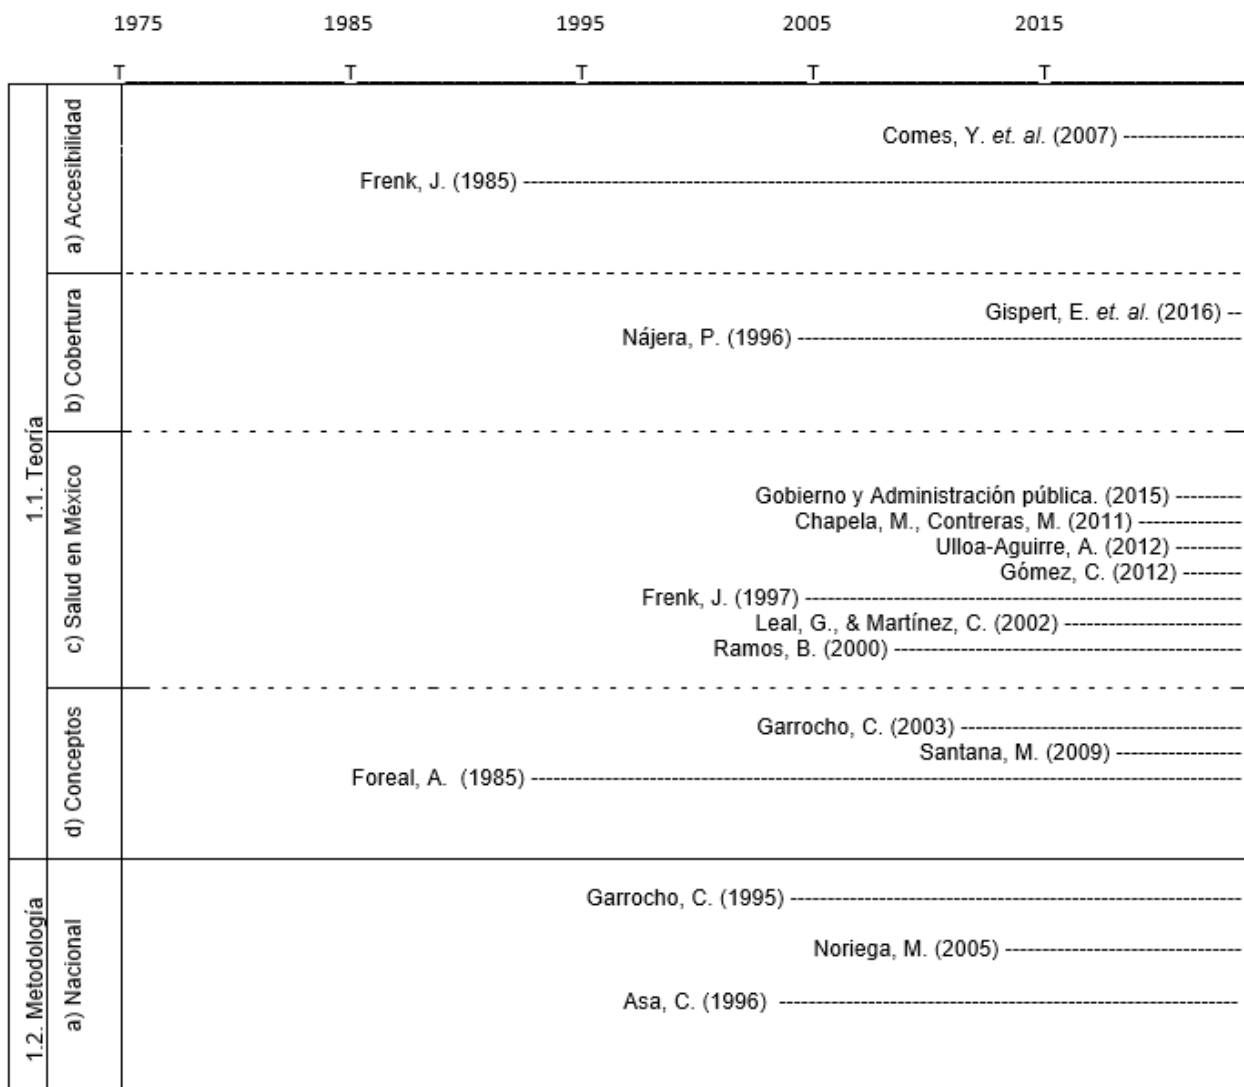 1975 1985 1995 2005 2015
T T T T T
1.1. Teoría
a) Accesibilidad
Comes, Y. et. al. (2007)
Frenk, J. (1985)
b) Cobertura
Gispert, E. et. al. (2016)
Nájera, P. (1996)
c) Salud en México
Gobierno y Administración pública. (2015)
Chapela, M., Contreras, M. (2011)
Ulloa-Aguirre, A. (2012)
Gómez, C. (2012)
Frenk, J. (1997)
Leal, G., & Martínez, C. (2002)
Ramos, B. (2000)
d) Conceptos
Garrocho, C. (2003)
Santana, M. (2009)
Foreal, A. (1985)
1.2. Metodología
a) Nacional
Garrocho, C. (1995)
Noriega, M. (2005)
Asa, C. (1996)